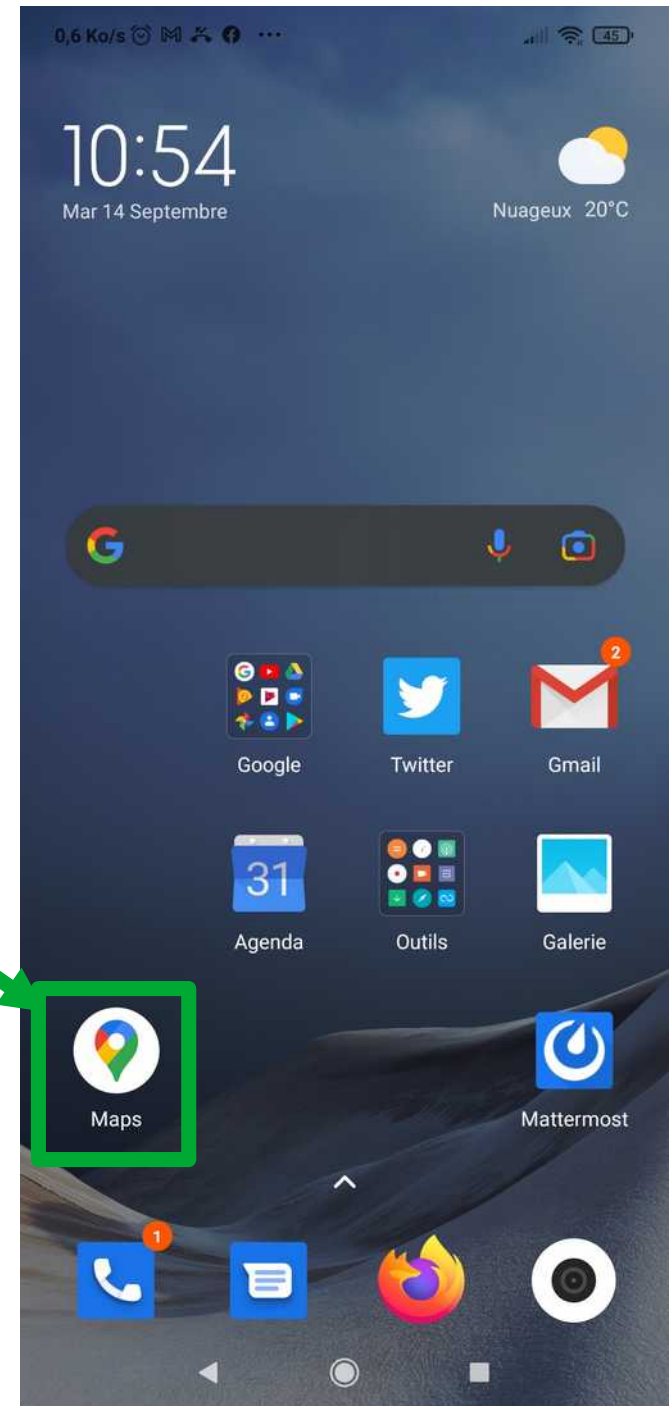 0,6 Ko/s
45
10:54
Mar 14 Septembre
Nuageux 20°C
2
Google Twitter Gmail
31
Agenda Outils Galerie
Maps Mattermost
1